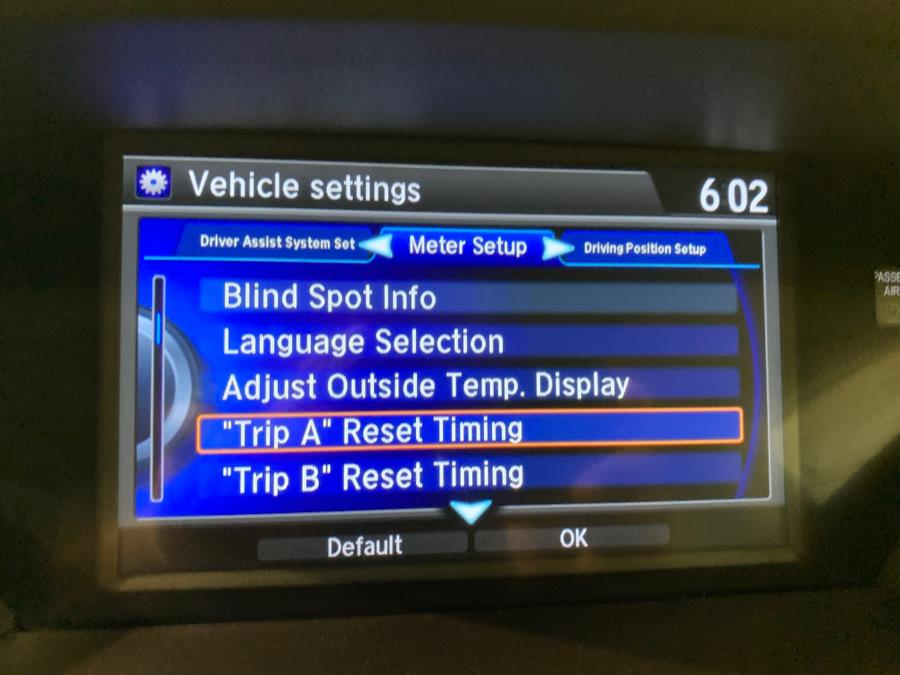 Vehicle settings 6 02
Driver Assist System Set Meter Setup Driving Position Setup
Blind Spot Info
Language Selection
Adjust Outside Temp. Display
"Trip A" Reset Timing
"Trip B" Reset Timing
Default OK